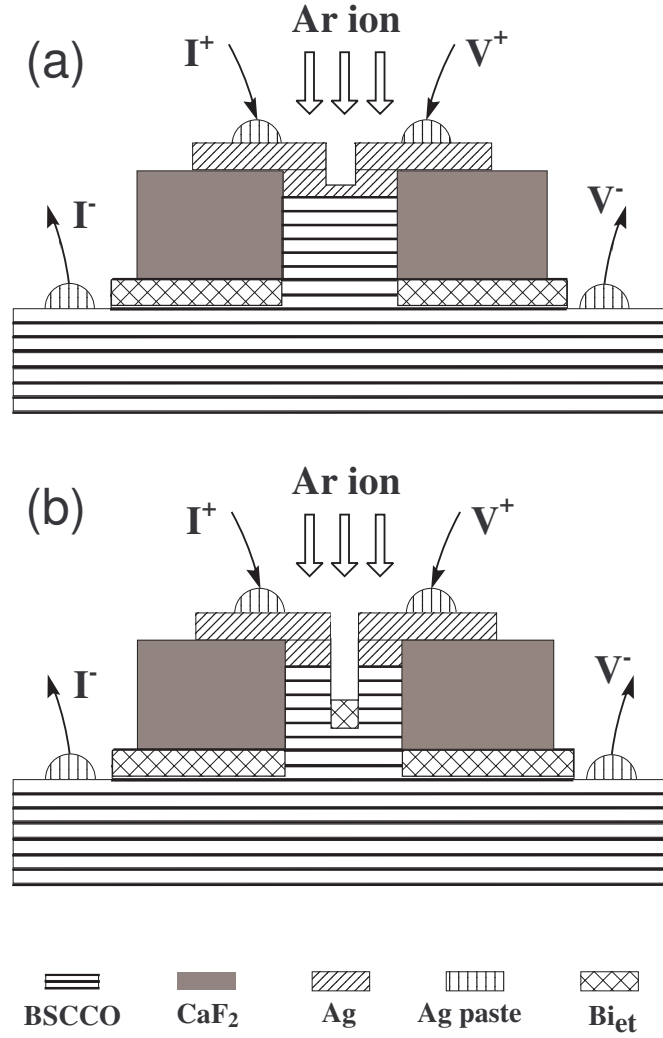 (a)
Ar ion
I+
V+
I-
V-
(b)
Ar ion
I+
V+
I-
V-
BSCCO CaF2 Ag Ag paste Biet